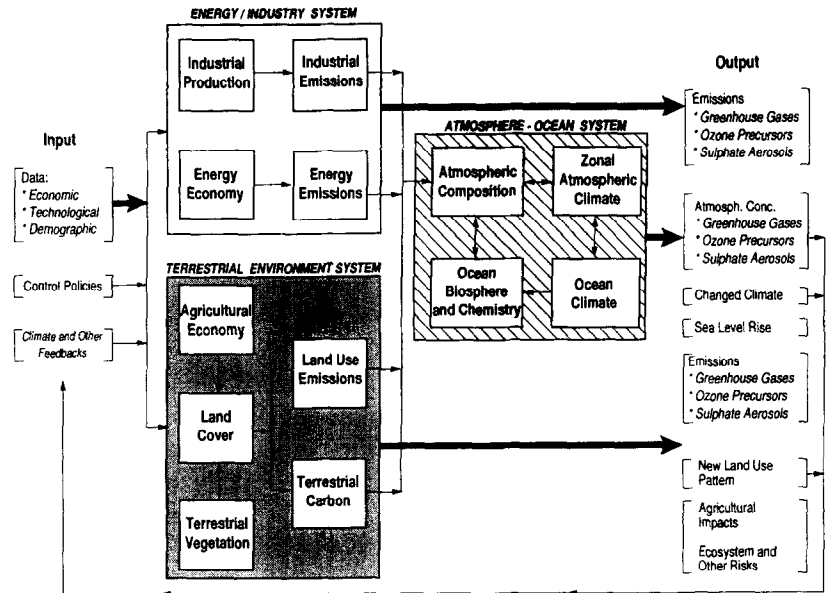 ENERGY / INDUSTRY SYSTEM
Industrial
Production
Industrial
Emissions
Energy
Economy
Energy
Emissions
Input
Data:
* Economic
* Technological
* Demographic
Control Policies
Climate and Other
Feedbacks
TERRESTRIAL ENVIRONMENT SYSTEM
Agricultural
Economy
Land Use
Emissions
Land
Cover
Terrestrial
Carbon
Terrestrial
Vegetation
ATMOSPHERE - OCEAN SYSTEM
Atmospheric
Composition
Zonal
Atmospheric
Climate
Ocean
Biosphere
and Chemistry
Ocean
Climate
Output
Emissions
* Greenhouse Gases
* Ozone Precursors
* Sulphate Aerosols
Atmosph. Conc.
* Greenhouse Gases
* Ozone Precursors
* Sulphate Aerosols
Changed Climate
Sea Level Rise
Emissions
* Greenhouse Gases
* Ozone Precursors
* Sulphate Aerosols
New Land Use
Pattern
Agricultural
Impacts
Ecosystem and
Other Risks